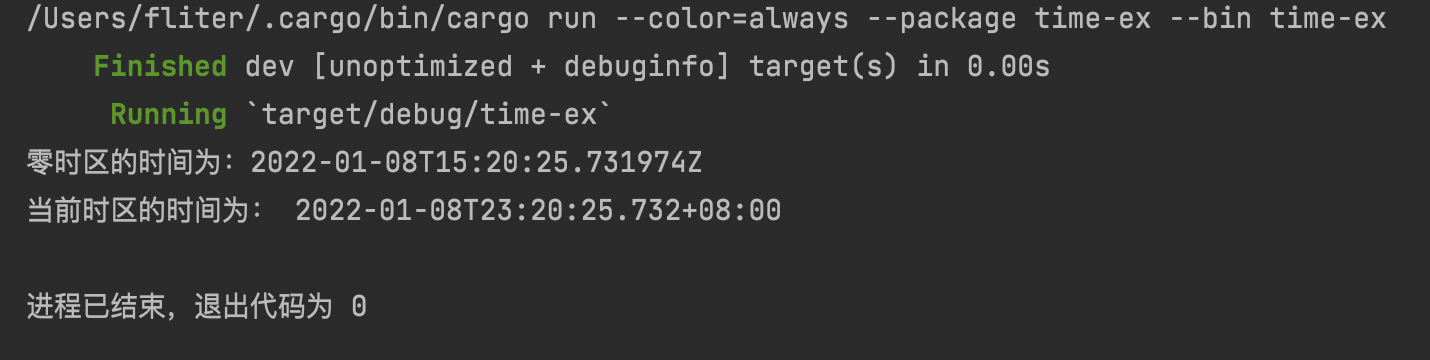 /Users/fliter/.cargo/bin/cargo run --color=always --package time-ex --bin time-ex
Finished dev [unoptimized + debuginfo] target(s) in 0.00s
Running `target/debug/time-ex`
零时区的时间为：2022-01-08T15:20:25.731974Z
当前时区的时间为： 2022-01-08T23:20:25.732+08:00
进程已结束，退出代码为 0